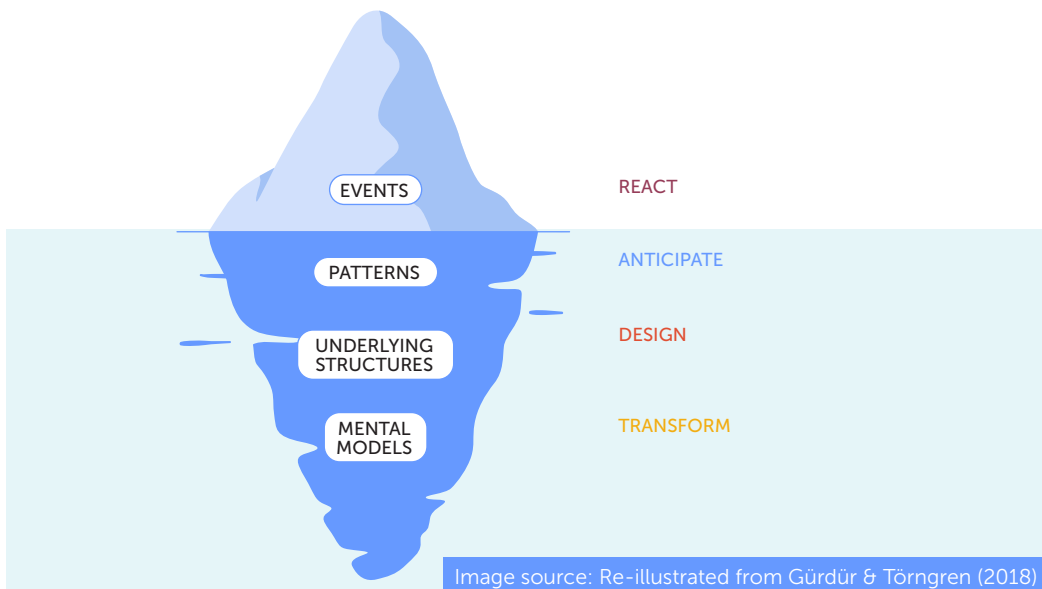 EVENTS
REACT
PATTERNS
ANTICIPATE
UNDERLYING
STRUCTURES
DESIGN
MENTAL
MODELS
TRANSFORM
Image source: Re-illustrated from Gürdür & Törngren (2018)